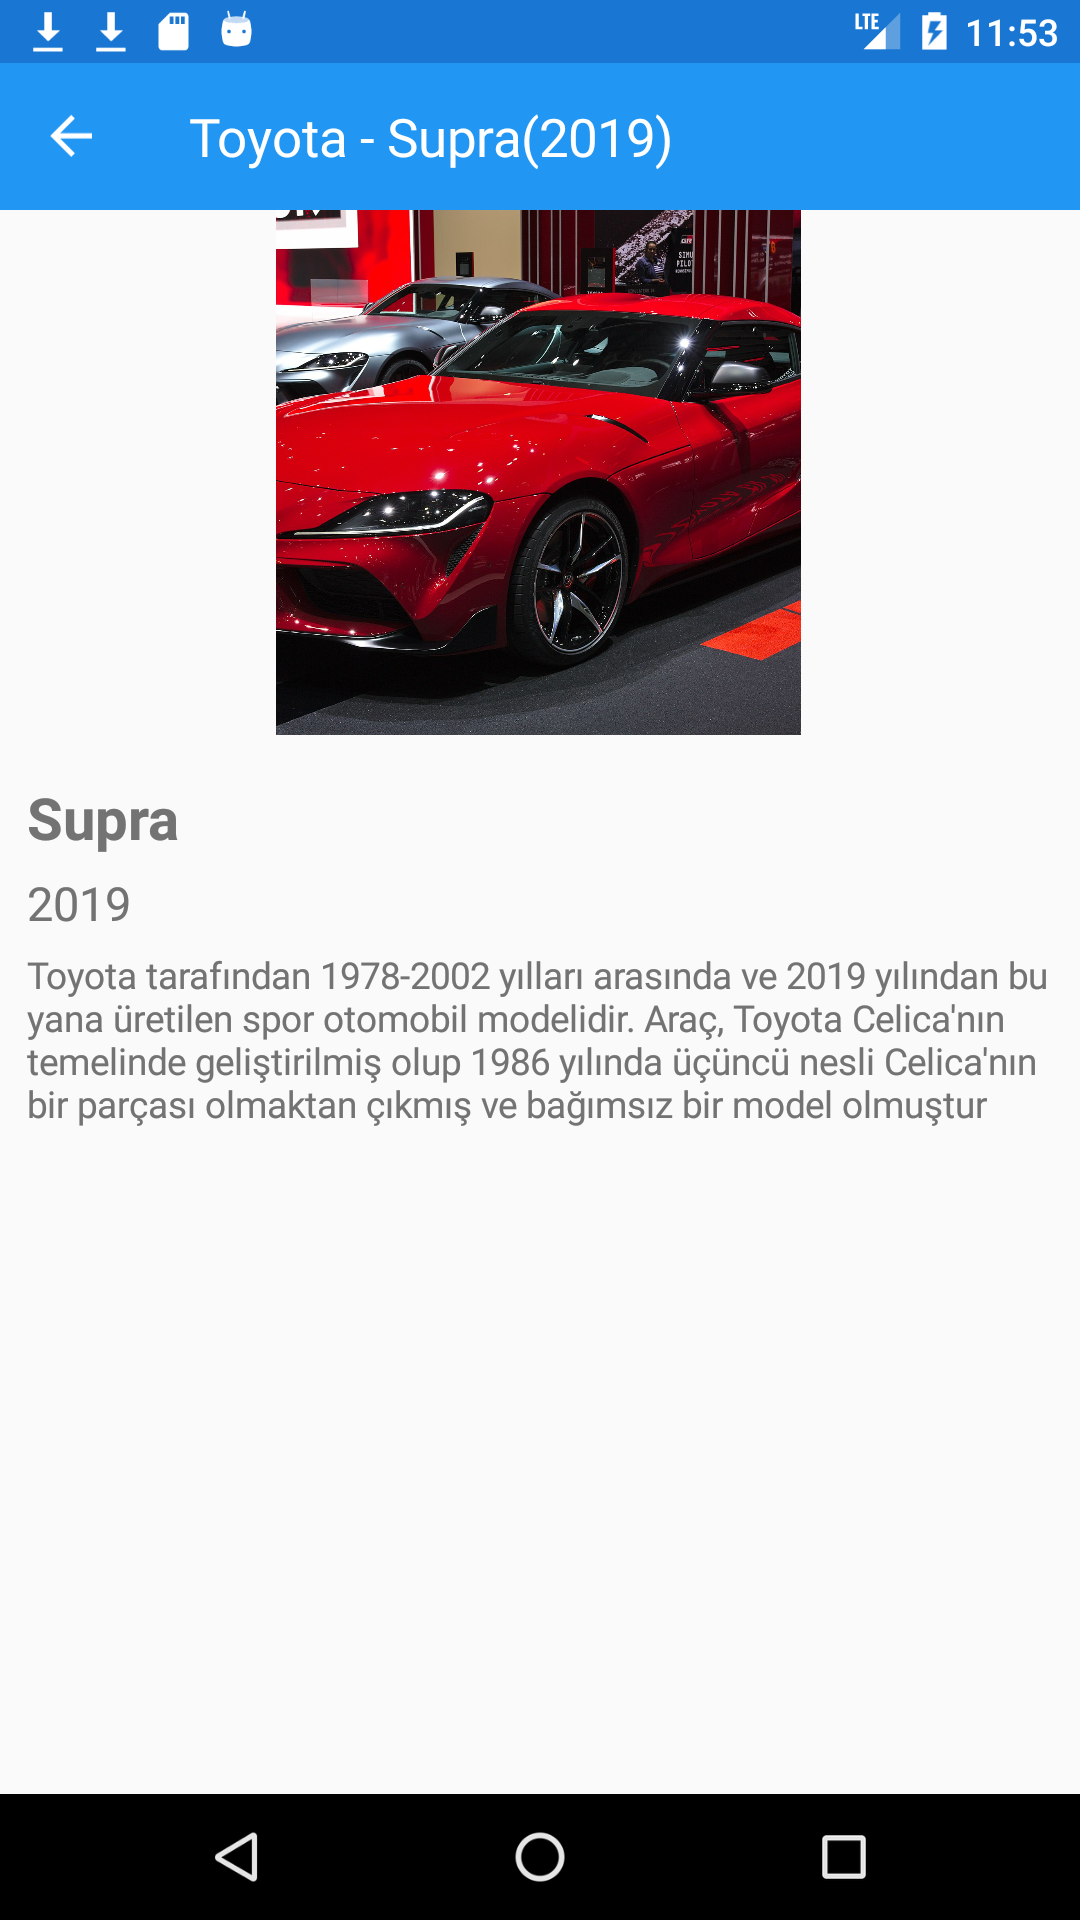 LTE 11:53
Toyota - Supra(2019)
SIMU
PILO
Supra
2019
Toyota tarafından 1978-2002 yılları arasında ve 2019 yılından bu
yana üretilen spor otomobil modelidir. Araç, Toyota Celica'nın
temelinde geliştirilmiş olup 1986 yılında üçüncü nesli Celica'nın
bir parçası olmaktan çıkmış ve bağımsız bir model olmuştur